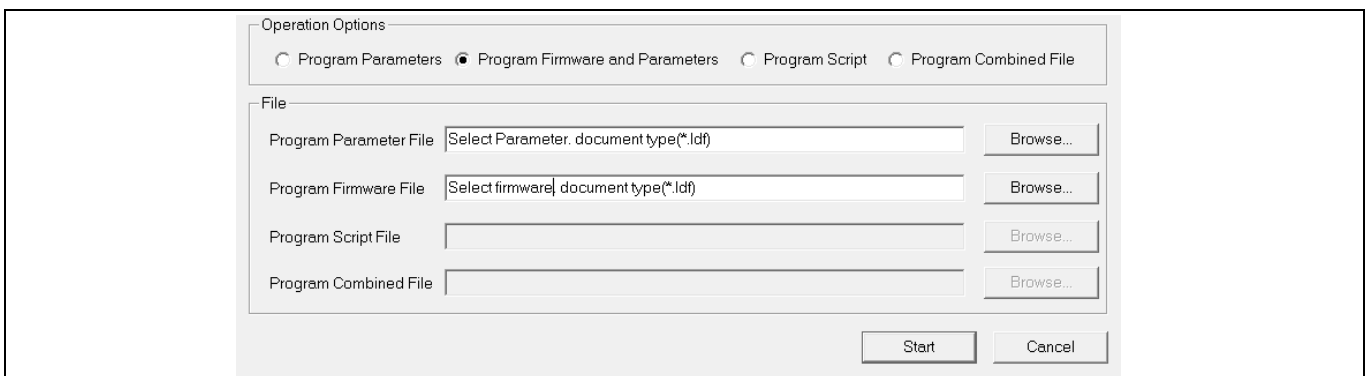 Operation Options
Program Parameters Program Firmware and Parameters Program Script Program Combined File
File
Program Parameter File Select Parameter. document type(*.ldf) Browse...
Program Firmware File Select firmware. document type(*.ldf) Browse...
Program Script File Browse...
Program Combined File Browse...
Start Cancel